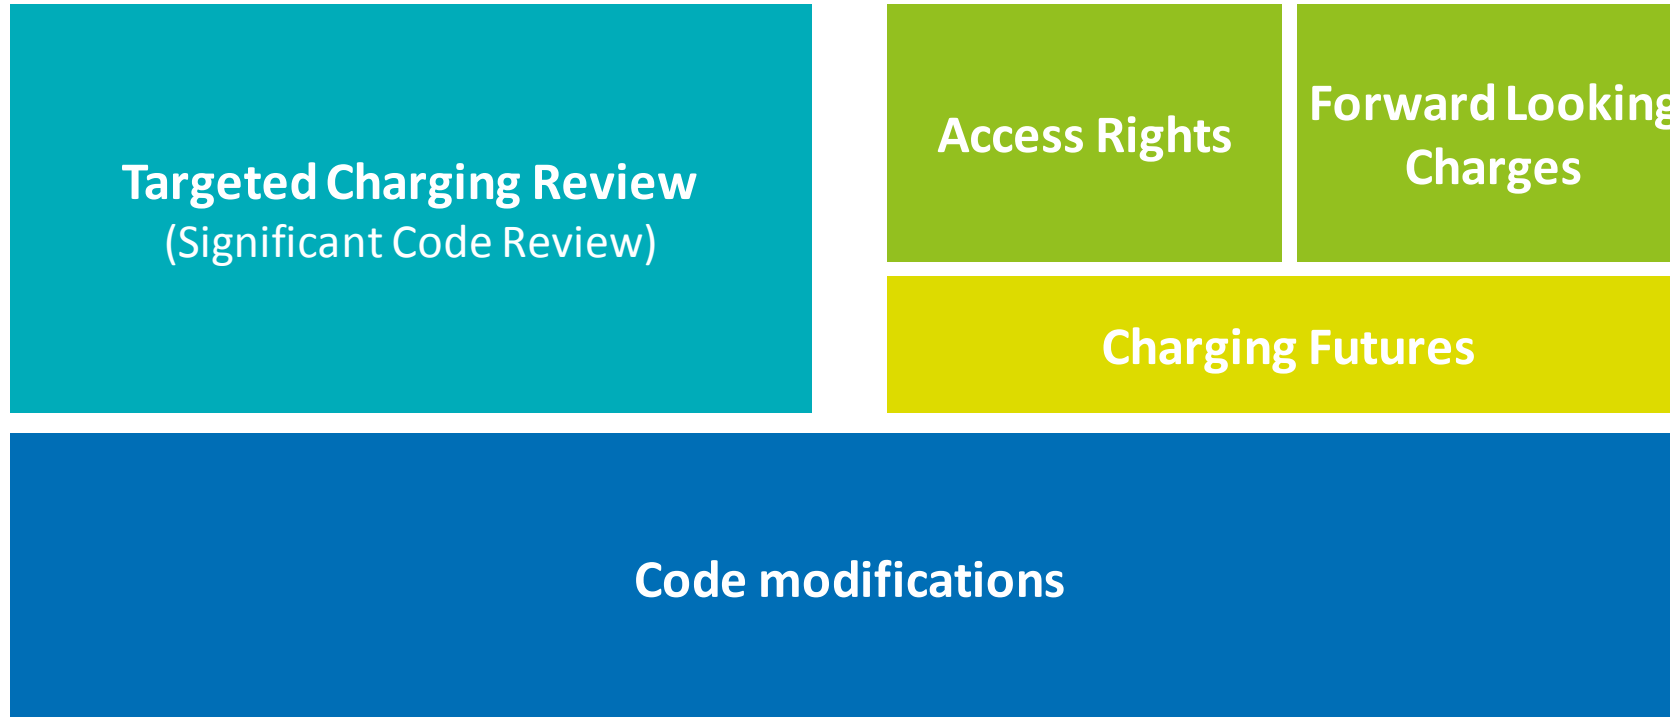 Targeted Charging Review
(Significant Code Review)
Access Rights
Forward Looking
Charges
Charging Futures
Code modifications